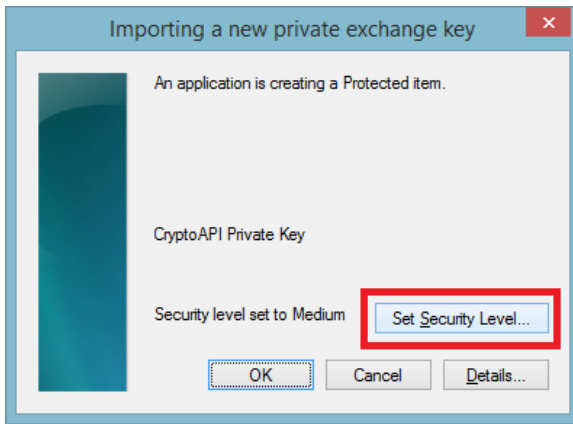 Importing a new private exchange key
An application is creating a Protected item.
CryptoAPI Private Key
Security level set to Medium
Set Security Level...
OK
Cancel
Details...